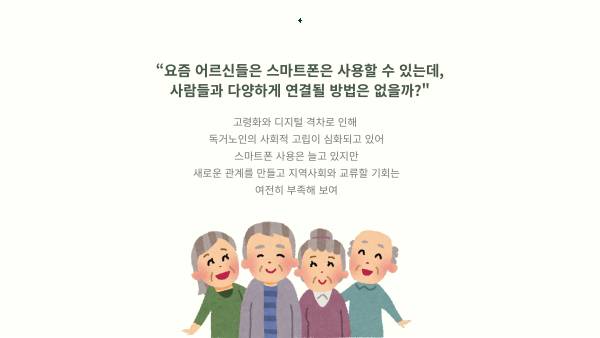 “요즘 어르신들은 스마트폰은 사용할 수 있는데,
사람들과 다양하게 연결될 방법은 없을까?"
고령화와 디지털 격차로 인해
독거노인의 사회적 고립이 심화되고 있어
스마트폰 사용은 늘고 있지만
새로운 관계를 만들고 지역사회와 교류할 기회는
여전히 부족해 보여